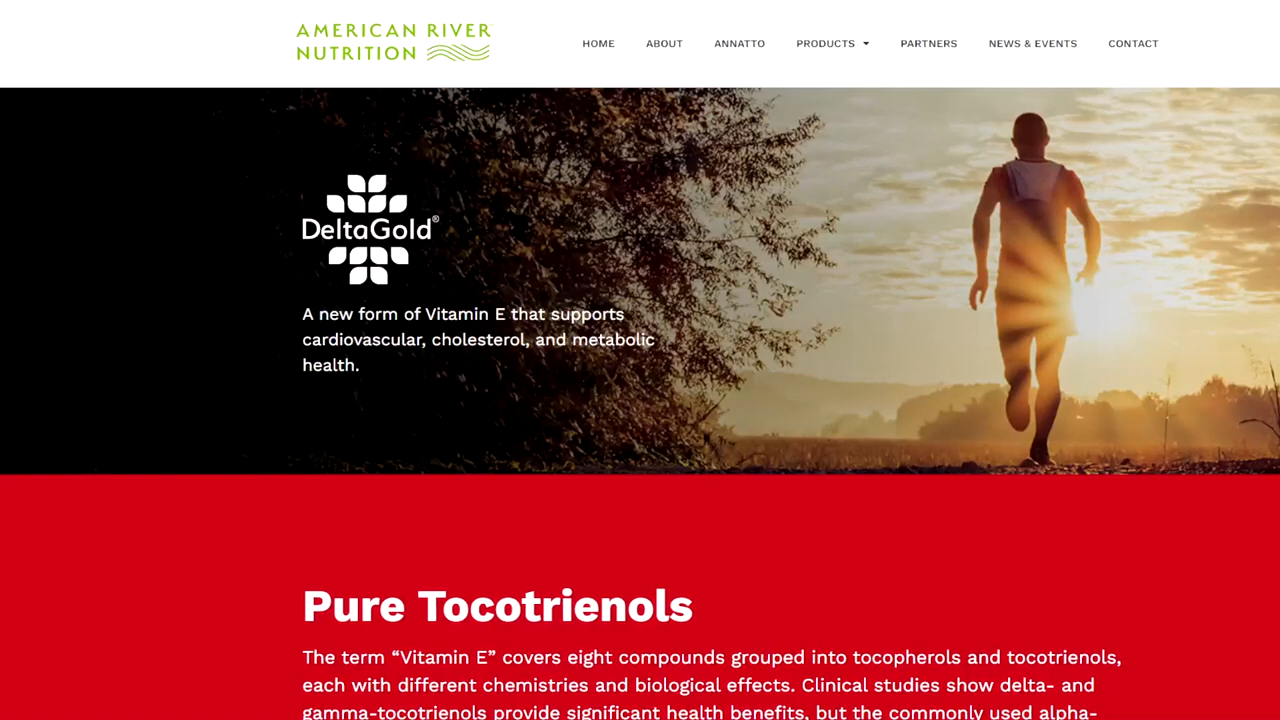 AMERICAN RIVER
NUTRITION
HOME ABOUT ANNATTO PRODUCTS PARTNERS NEWS & EVENTS CONTACT
DeltaGold®
A new form of Vitamin E that supports
cardiovascular, cholesterol, and metabolic
health.
Pure Tocotrienols
The term “Vitamin E” covers eight compounds grouped into tocopherols and tocotrienols,
each with different chemistries and biological effects. Clinical studies show delta- and
gamma-tocotrienols provide significant health benefits, but the commonly used alpha-